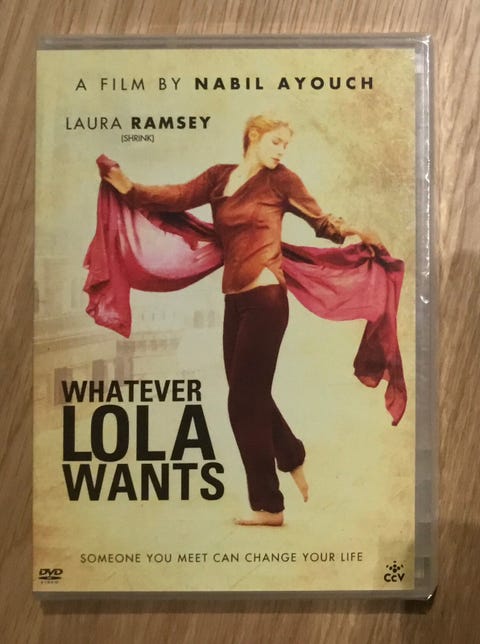 A FILM BY NABIL AYOUCH
LAURA RAMSEY
(SHRINK)
WHATEVER
LOLA
WANTS
SOMEONE YOU MEET CAN CHANGE YOUR LIFE
DVD
VIDEO
CCV